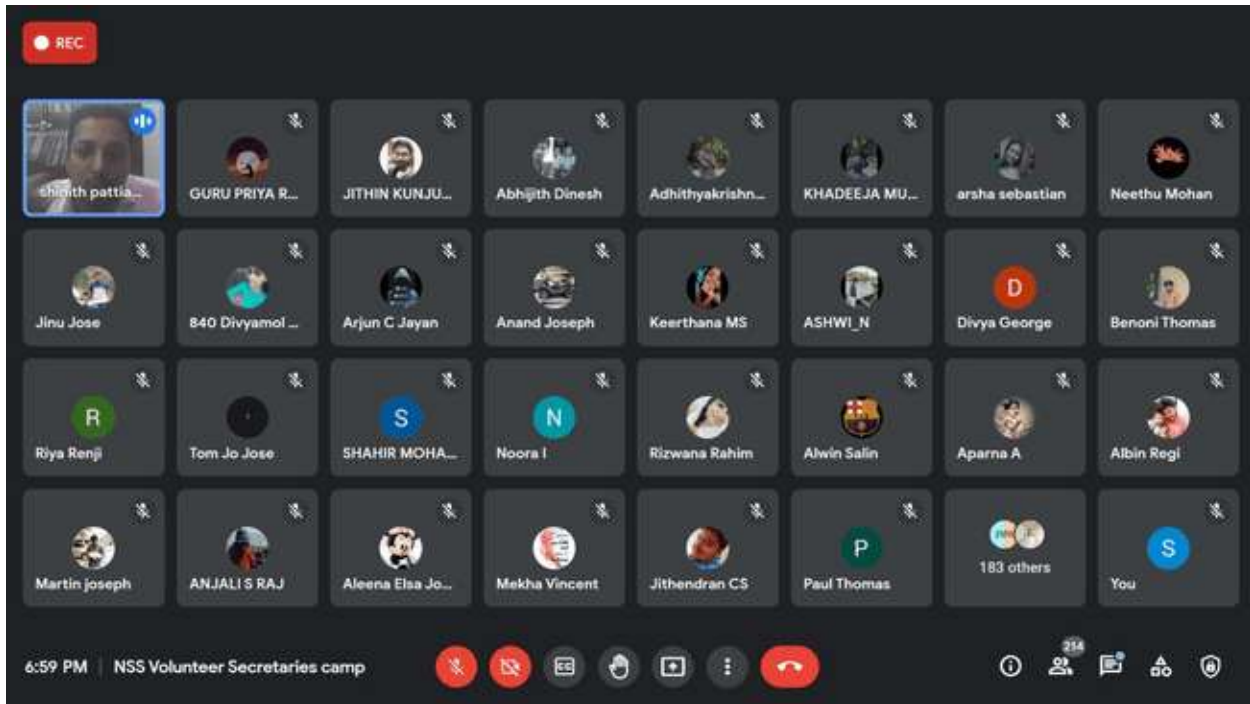 REC
shinith pattia...
GURU PRIYA R...
JITHIN KUNJU...
Abhijith Dinesh
Adhithyakrishn...
KHADEEJA MU...
arsha sebastian
Neethu Mohan
Jinu Jose
840 Divyamol ...
Arjun C Jayan
Anand Joseph
Keerthana MS
ASHWI_N
D
Divya George
Benoni Thomas
R
Riya Renji
Tom Jo Jose
S
SHAHIR MOHA...
N
Noora I
Rizwana Rahim
Alwin Salin
Aparna A
Albin Regi
Martin joseph
ANJALI S RAJ
Aleena Elsa Jo...
Mekha Vincent
Jithendran CS
P
Paul Thomas
183 others
S
You
6:59 PM | NSS Volunteer Secretaries camp
CC
214